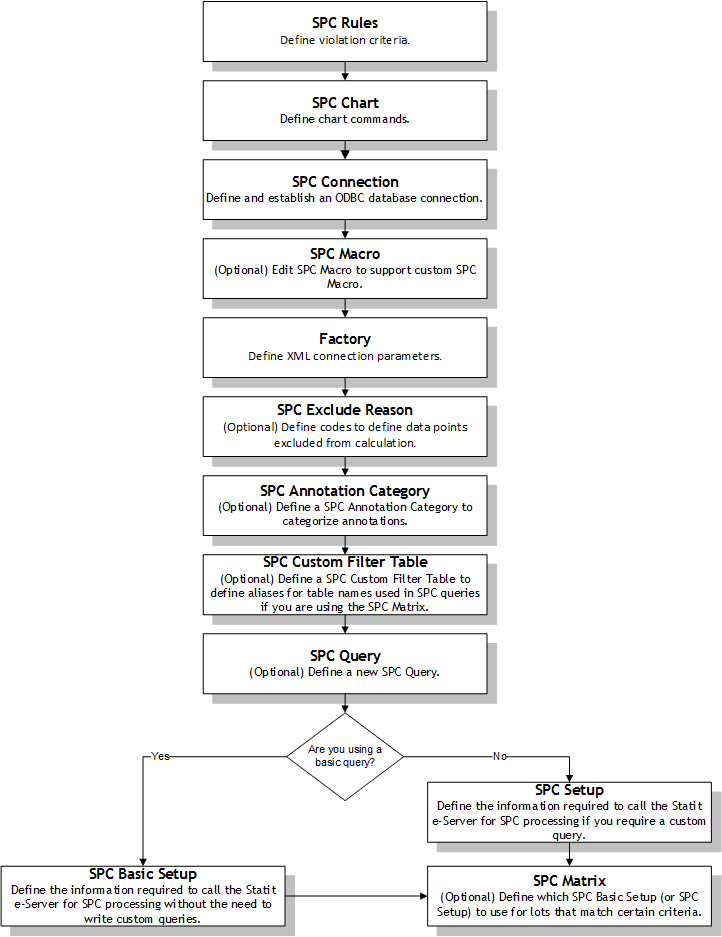 SPC Rules
Define violation criteria.
SPC Chart
Define chart commands.
SPC Connection
Define and establish an ODBC database connection.
SPC Macro
(Optional) Edit SPC Macro to support custom SPC
Macro.
Factory
Define XML connection parameters.
SPC Exclude Reason
(Optional) Define codes to define data points
excluded from calculation.
SPC Annotation Category
(Optional) Define a SPC Annotation Category to
categorize annotations.
SPC Custom Filter Table
(Optional) Define a SPC Custom Filter Table to
define aliases for table names used in SPC queries
if you are using the SPC Matrix.
SPC Query
(Optional) Define a new SPC Query.
Are you using a
basic query?
Yes
No
SPC Setup
Define the information required to call the Statit
e-Server for SPC processing if you require a custom
query.
SPC Basic Setup
Define the information required to call the Statit
e-Server for SPC processing without the need to
write custom queries.
SPC Matrix
(Optional) Define which SPC Basic Setup (or SPC
Setup) to use for lots that match certain criteria.